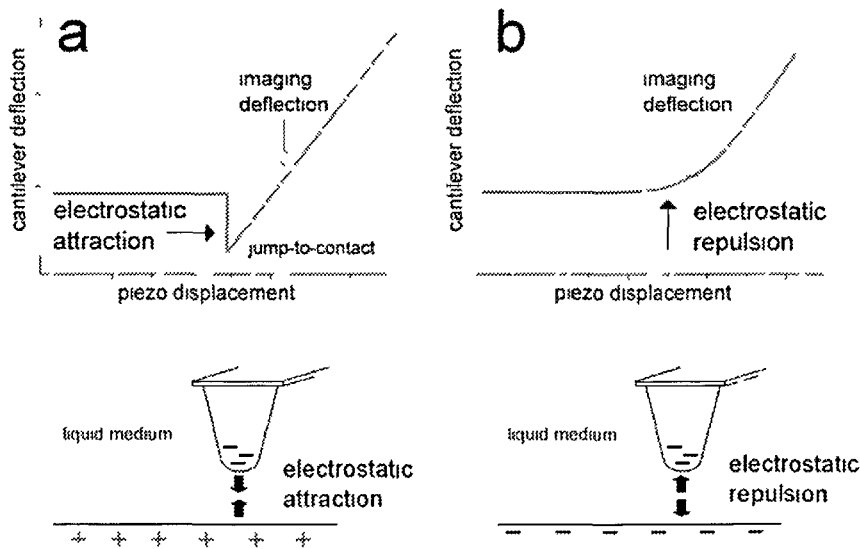 a
cantilever deflection
imaging
deflection
electrostatic
attraction
jump-to-contact
piezo displacement
b
cantilever deflection
imaging
deflection
electrostatic
repulsion
piezo displacement
liquid medium
electrostatic
attraction
+ + + + + +
liquid medium
electrostatic
repulsion